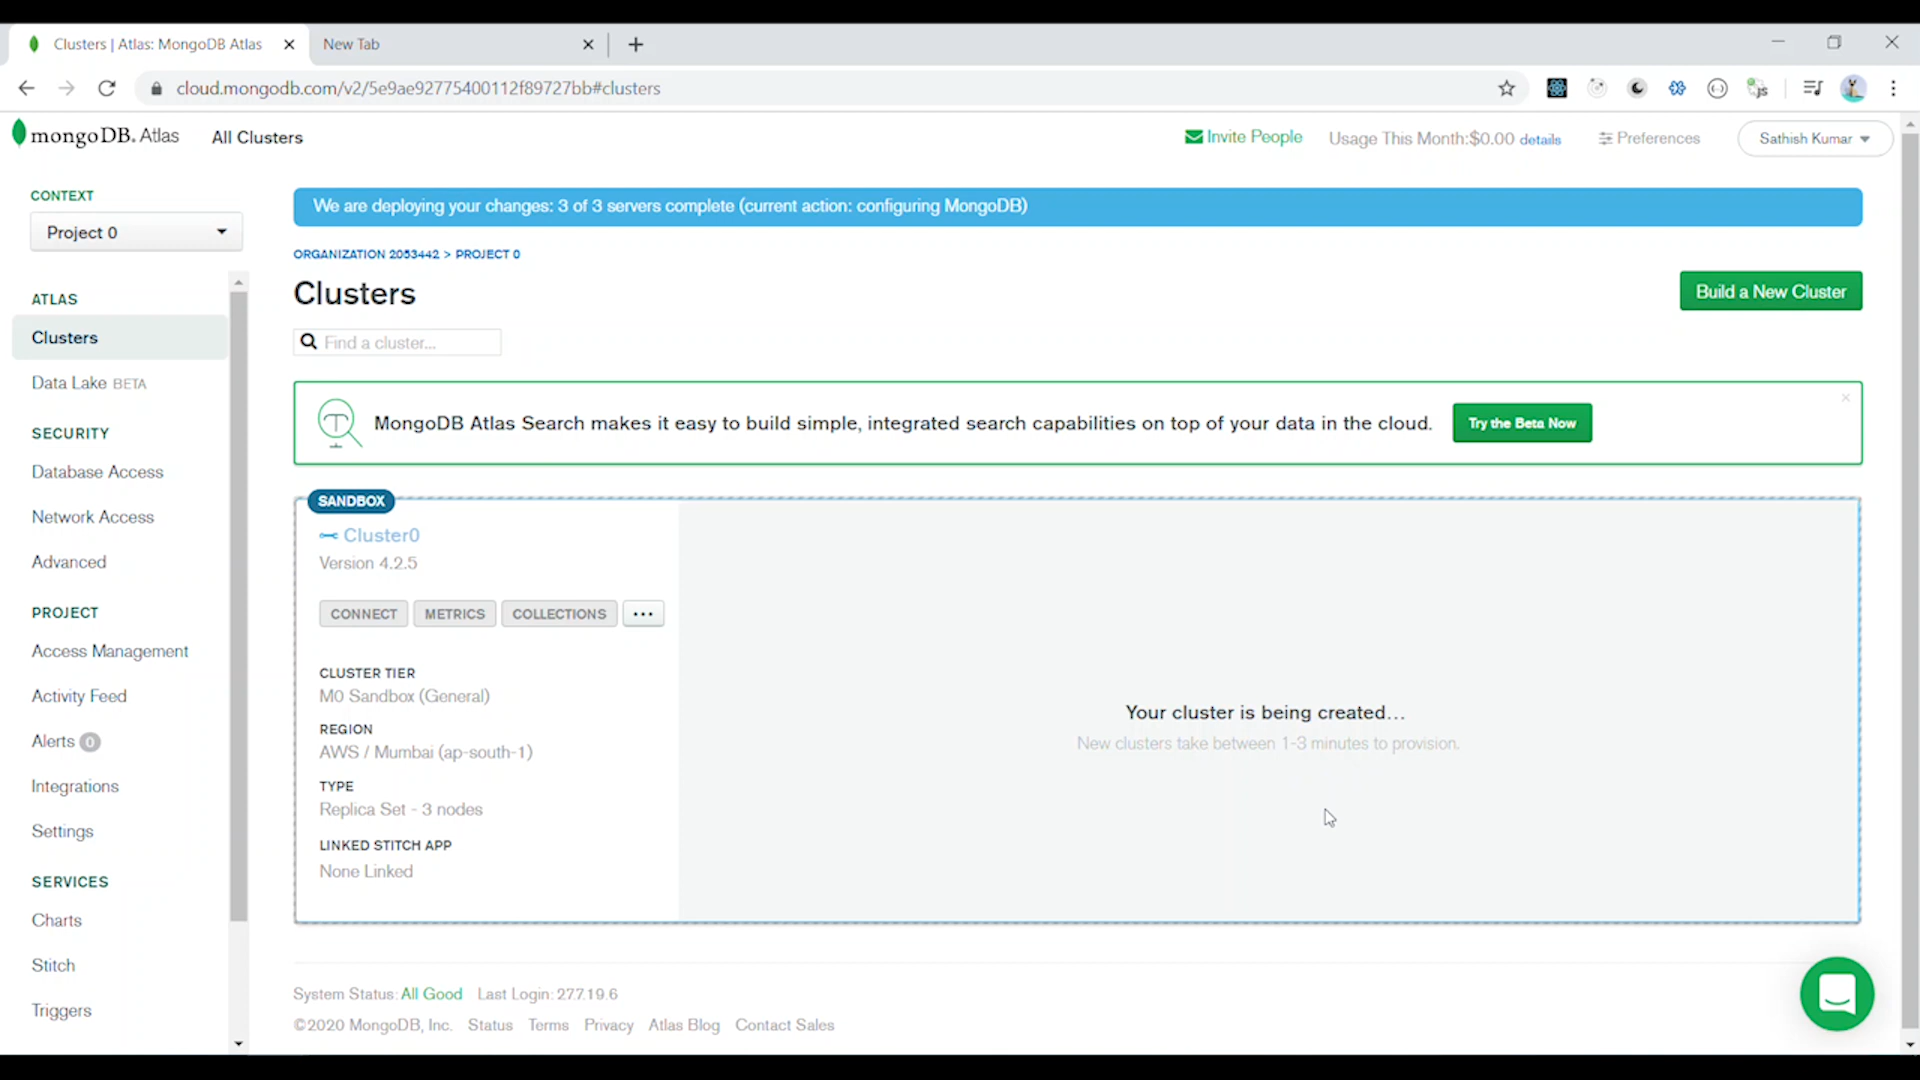 Clusters | Atlas: MongoDB Atlas
New Tab
cloud.mongodb.com/v2/5e9ae92775400112f89727bb#clusters
mongoDB. Atlas
All Clusters
Invite People
Usage This Month:$0.00 details
Preferences
Sathish Kumar
CONTEXT
Project 0
ATLAS
Clusters
Data Lake BETA
SECURITY
Database Access
Network Access
Advanced
PROJECT
Access Management
Activity Feed
Alerts 0
Integrations
Settings
SERVICES
Charts
Stitch
Triggers
We are deploying your changes: 3 of 3 servers complete (current action: configuring MongoDB)
ORGANIZATION 2053442 > PROJECT 0
Clusters
Build a New Cluster
Find a cluster...
MongoDB Atlas Search makes it easy to build simple, integrated search capabilities on top of your data in the cloud.
Try the Beta Now
SANDBOX
Cluster0
Version 4.2.5
CONNECT
METRICS
COLLECTIONS
...
CLUSTER TIER
M0 Sandbox (General)
REGION
AWS / Mumbai (ap-south-1)
TYPE
Replica Set - 3 nodes
LINKED STITCH APP
None Linked
Your cluster is being created...
New clusters take between 1-3 minutes to provision.
System Status: All Good Last Login: 27.7.19.6
©2020 MongoDB, Inc. Status Terms Privacy Atlas Blog Contact Sales